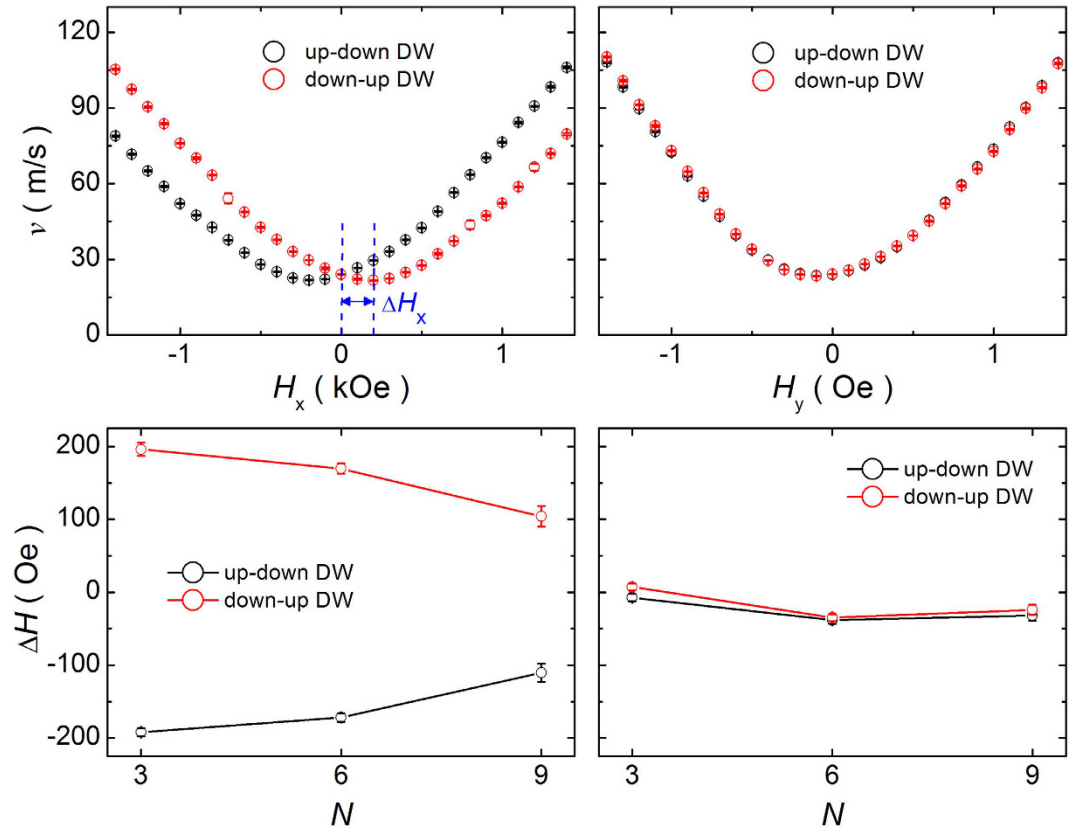 120
90
60
30
0
v ( m/s )
up-down DW
down-up DW
ΔHx
-1
0
1
Hx ( kOe )
up-down DW
down-up DW
-1
0
1
Hy ( Oe )
200
100
0
-100
-200
ΔH ( Oe )
up-down DW
down-up DW
3
6
9
N
up-down DW
down-up DW
3
6
9
N